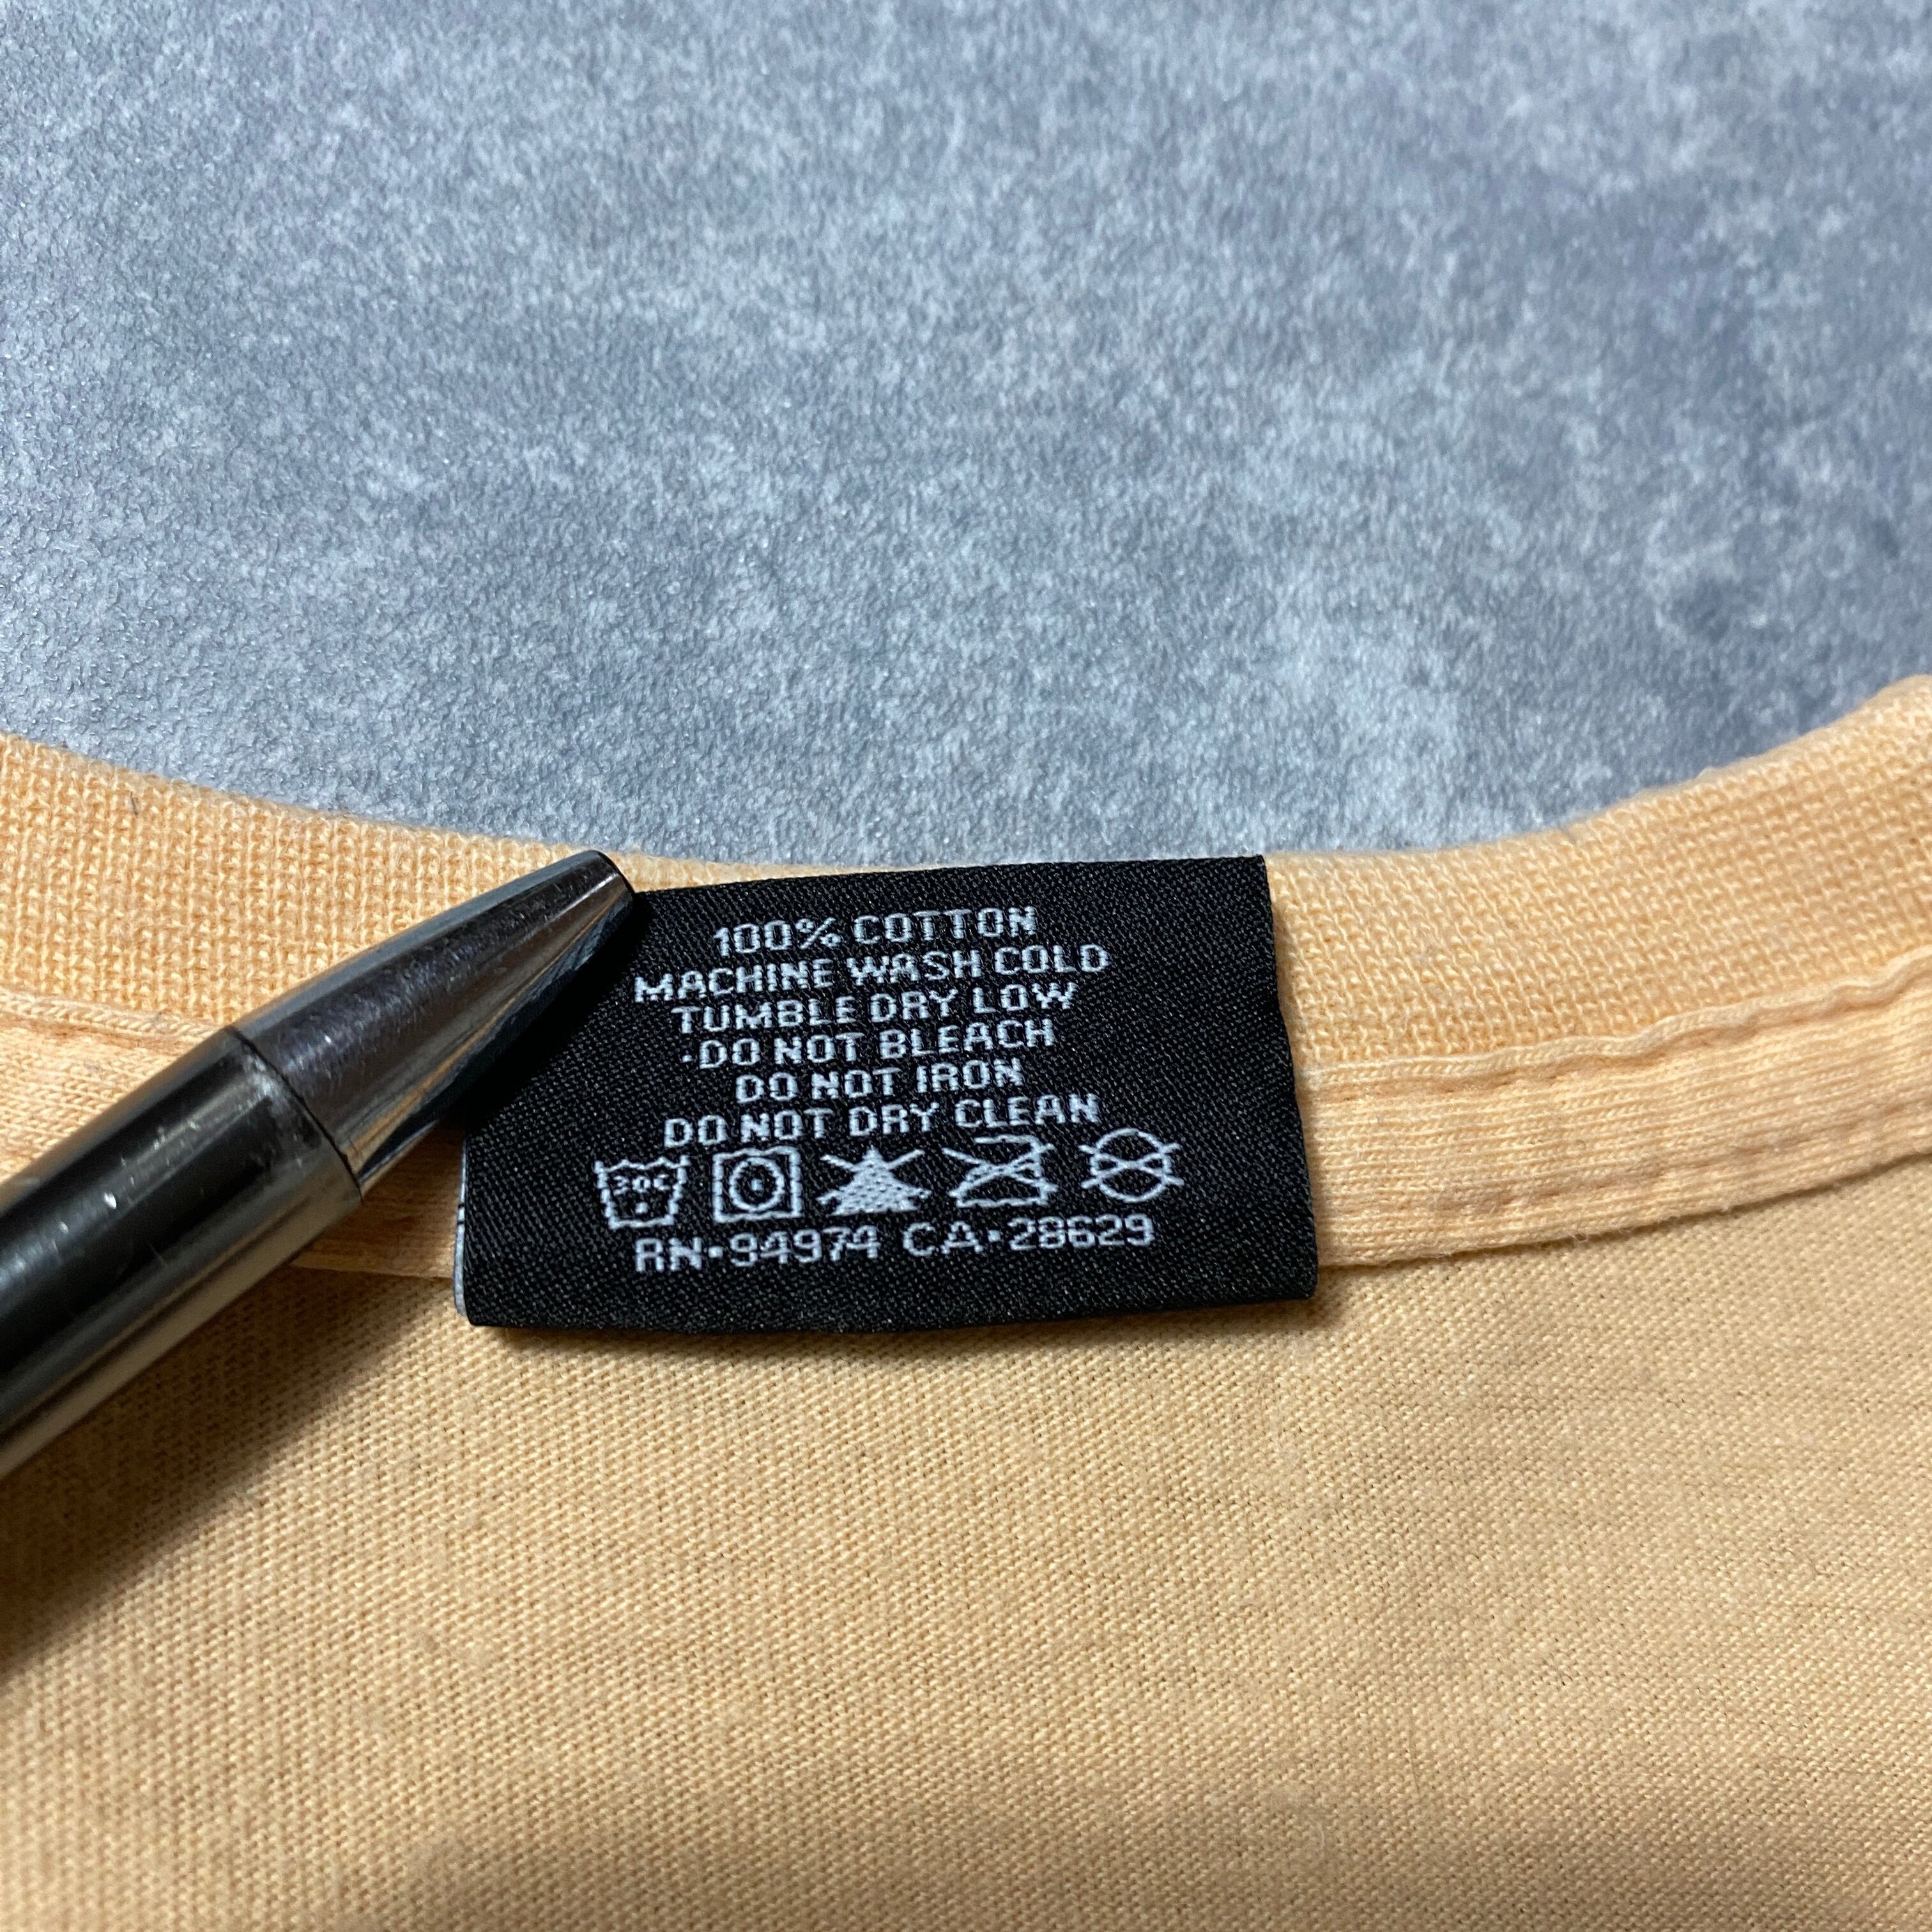 100% COTTON
MACHINE WASH COLD
TUMBLE DRY LOW
·DO NOT BLEACH
DO NOT IRON
DO NOT DRY CLEAN
30C
RN·94974 CA·28629